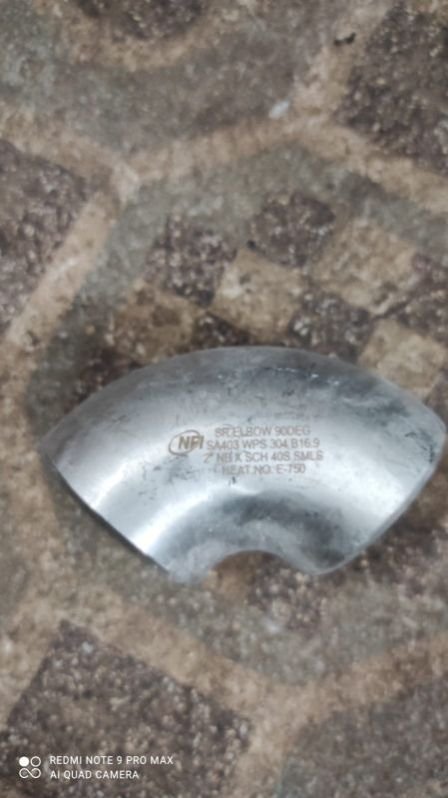 NFI
SR.ELBOW 90DEG
SA403 WPS 304 B16.9
2" NB X SCH 40S SMLS
HEAT.NO. E-750
REDMI NOTE 9 PRO MAX
AI QUAD CAMERA